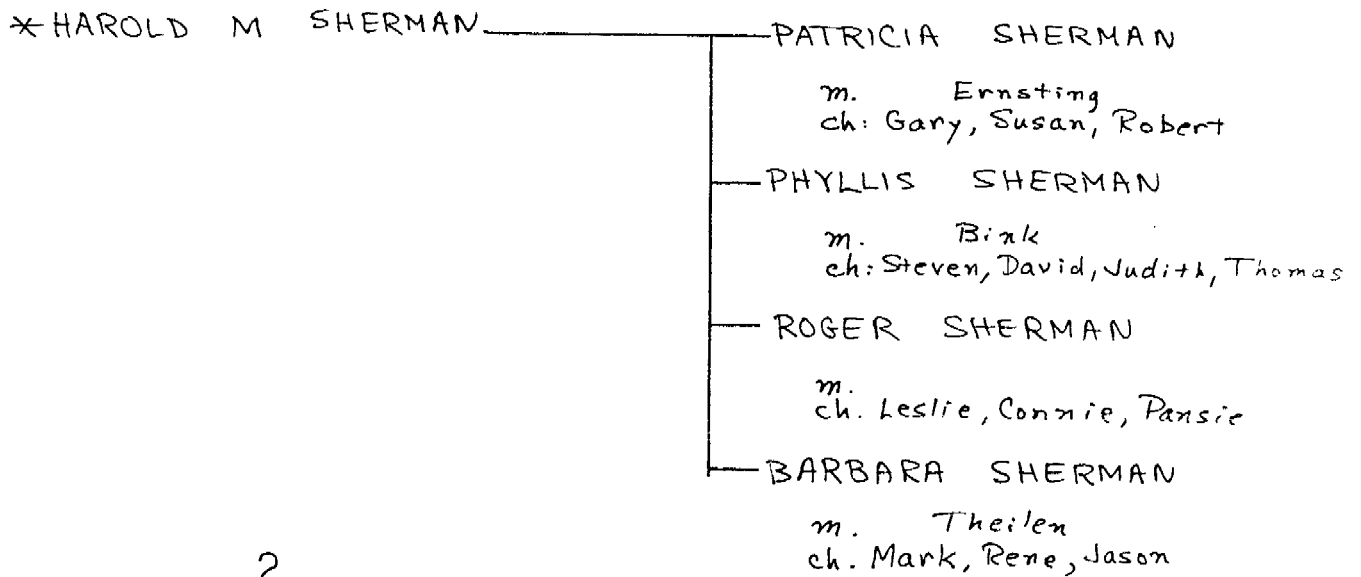 *HAROLD M SHERMAN
PATRICIA SHERMAN
m. Ernsting
ch: Gary, Susan, Robert
PHYLLIS SHERMAN
m. Bink
ch: Steven, David, Judith, Thomas
ROGER SHERMAN
m.
ch. Leslie, Connie, Pansie
BARBARA SHERMAN
m. Theilen
ch. Mark, Rene, Jason
?